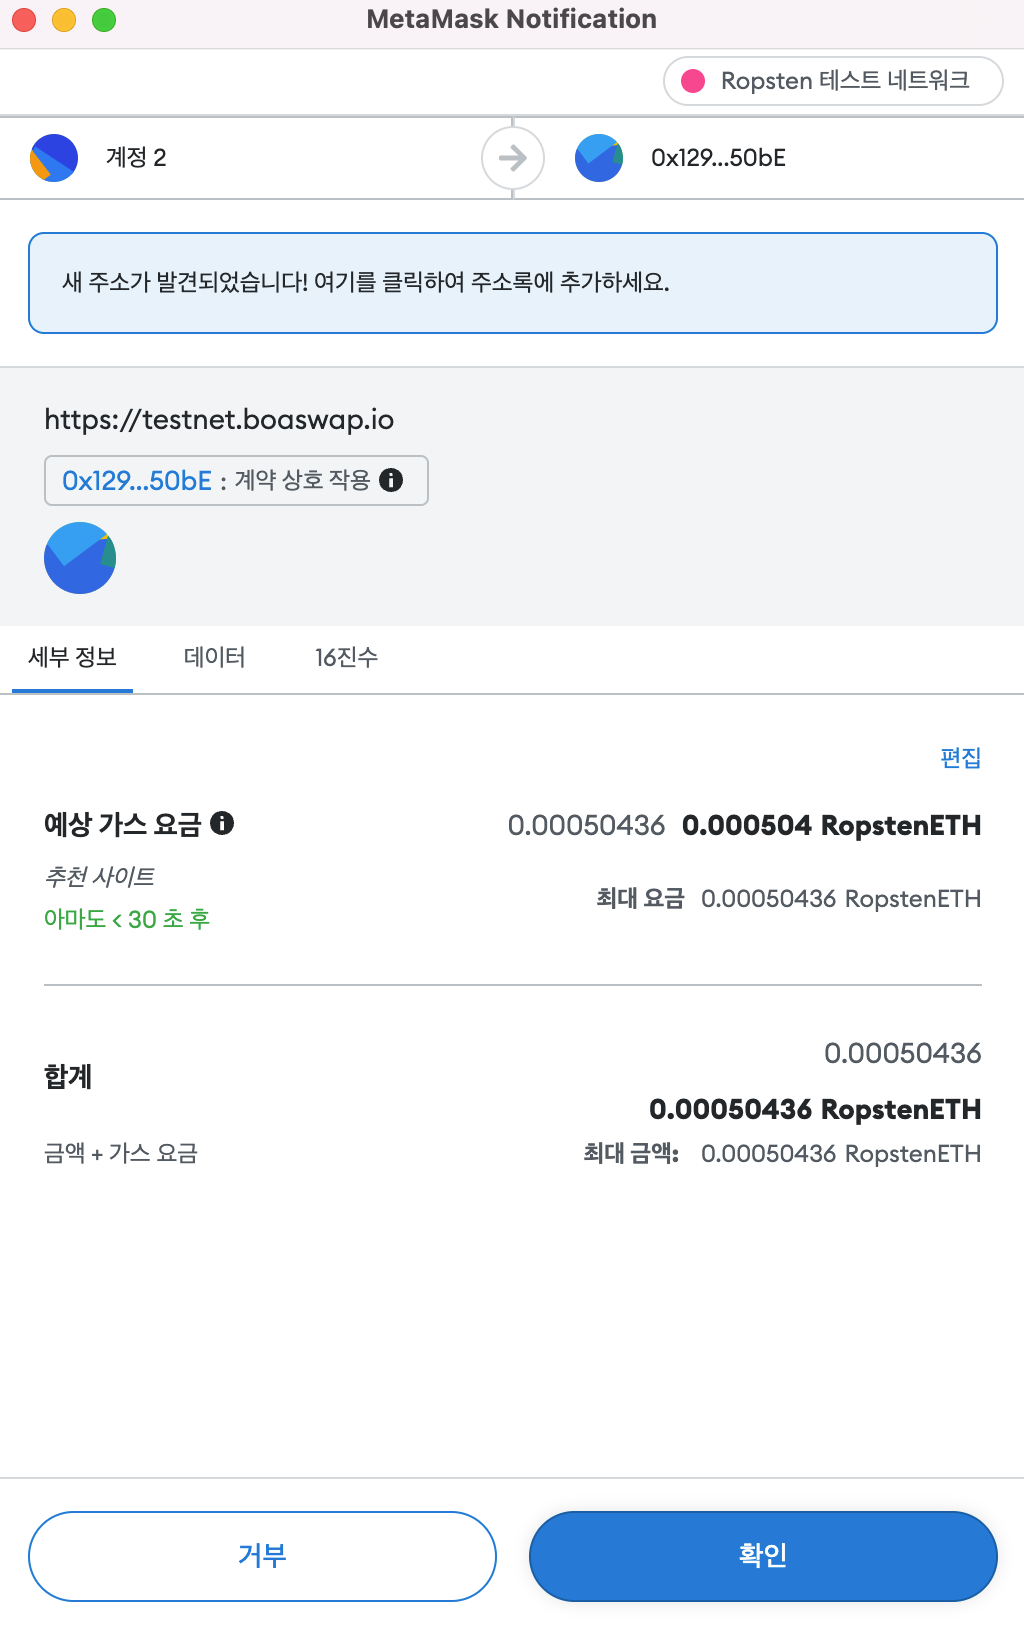 MetaMask Notification
Ropsten 테스트 네트워크
계정 2
0x129...50bE
새 주소가 발견되었습니다! 여기를 클릭하여 주소록에 추가하세요.
https://testnet.boaswap.io
0x129...50bE : 계약 상호 작용
세부 정보 데이터 16진수
편집
예상 가스 요금 0.00050436 0.000504 RopstenETH
추천 사이트
최대 요금 0.00050436 RopstenETH
아마도 < 30 초 후
0.00050436
합계
0.00050436 RopstenETH
금액 + 가스 요금 최대 금액: 0.00050436 RopstenETH
거부 확인